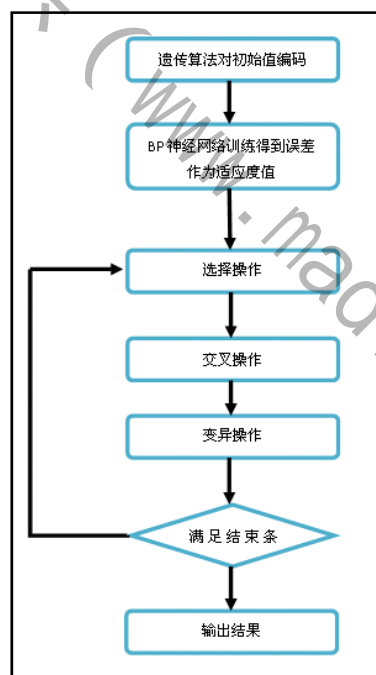 遗传算法对初始值编码
BP神经网络训练得到误差
作为适应度值
选择操作
交叉操作
变异操作
满足结束条
输出结果
(www.mad